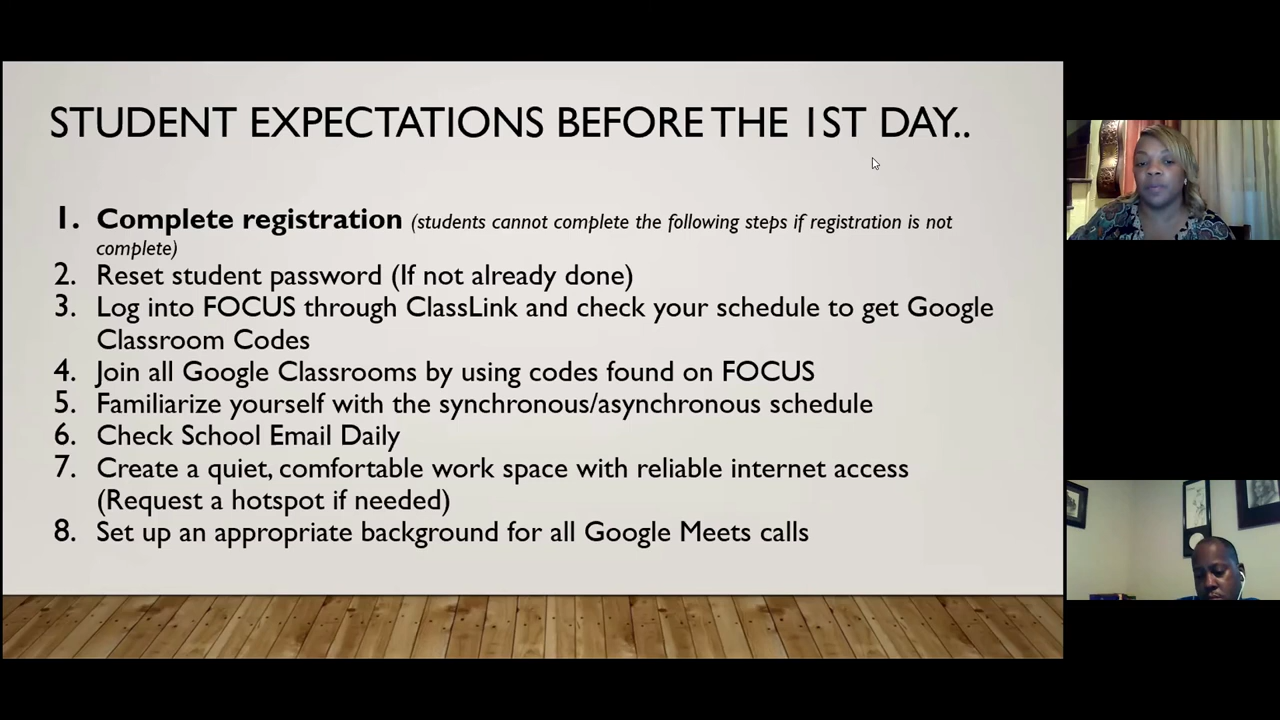 STUDENT EXPECTATIONS BEFORE THE 1ST DAY..
1. Complete registration (students cannot complete the following steps if registration is not
complete)
2. Reset student password (If not already done)
3. Log into FOCUS through ClassLink and check your schedule to get Google
Classroom Codes
4. Join all Google Classrooms by using codes found on FOCUS
5. Familiarize yourself with the synchronous/asynchronous schedule
6. Check School Email Daily
7. Create a quiet, comfortable work space with reliable internet access
(Request a hotspot if needed)
8. Set up an appropriate background for all Google Meets calls